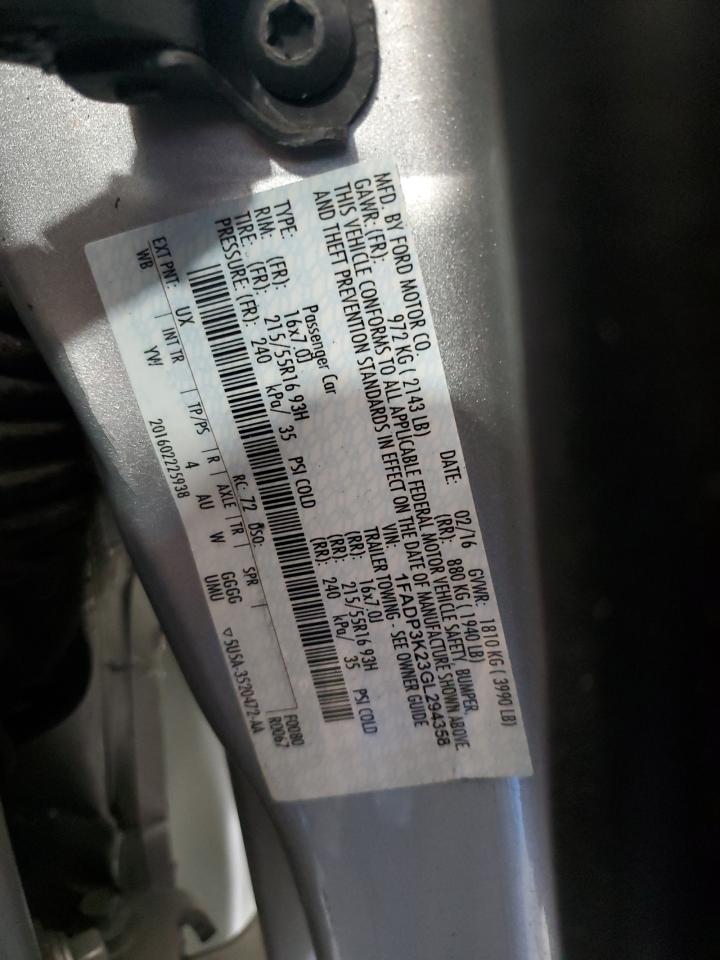 MFD. BY FORD MOTOR CO. DATE: 02/16 GVWR: 1810 KG ( 3990 LB)
GAWR: (FR): 972 KG ( 2143 LB) (RR): 880 KG ( 1940 LB)
THIS VEHICLE CONFORMS TO ALL APPLICABLE FEDERAL MOTOR VEHICLE SAFETY, BUMPER,
AND THEFT PREVENTION STANDARDS IN EFFECT ON THE DATE OF MANUFACTURE SHOWN ABOVE
VIN: 1FADP3K23GL294358
TYPE: Passenger Car TRAILER TOWING - SEE OWNER GUIDE
RIM: (FR): 16x7.0J (RR): 16x7.0J
TIRE: (FR): 215/55R16 93H (RR): 215/55R16 93H
PRESSURE: (FR): 240 kPa/ 35 PSI COLD (RR): 240 kPa/ 35 PSI COLD
RC: 72 DSO: F0080
EXT PNT: UX R0067
WB INT TR TP/PS R AXLE TR SPR
YW 4 AU W GGGG
UMU
201602225938 ▽ 5U5A-3520472-AA